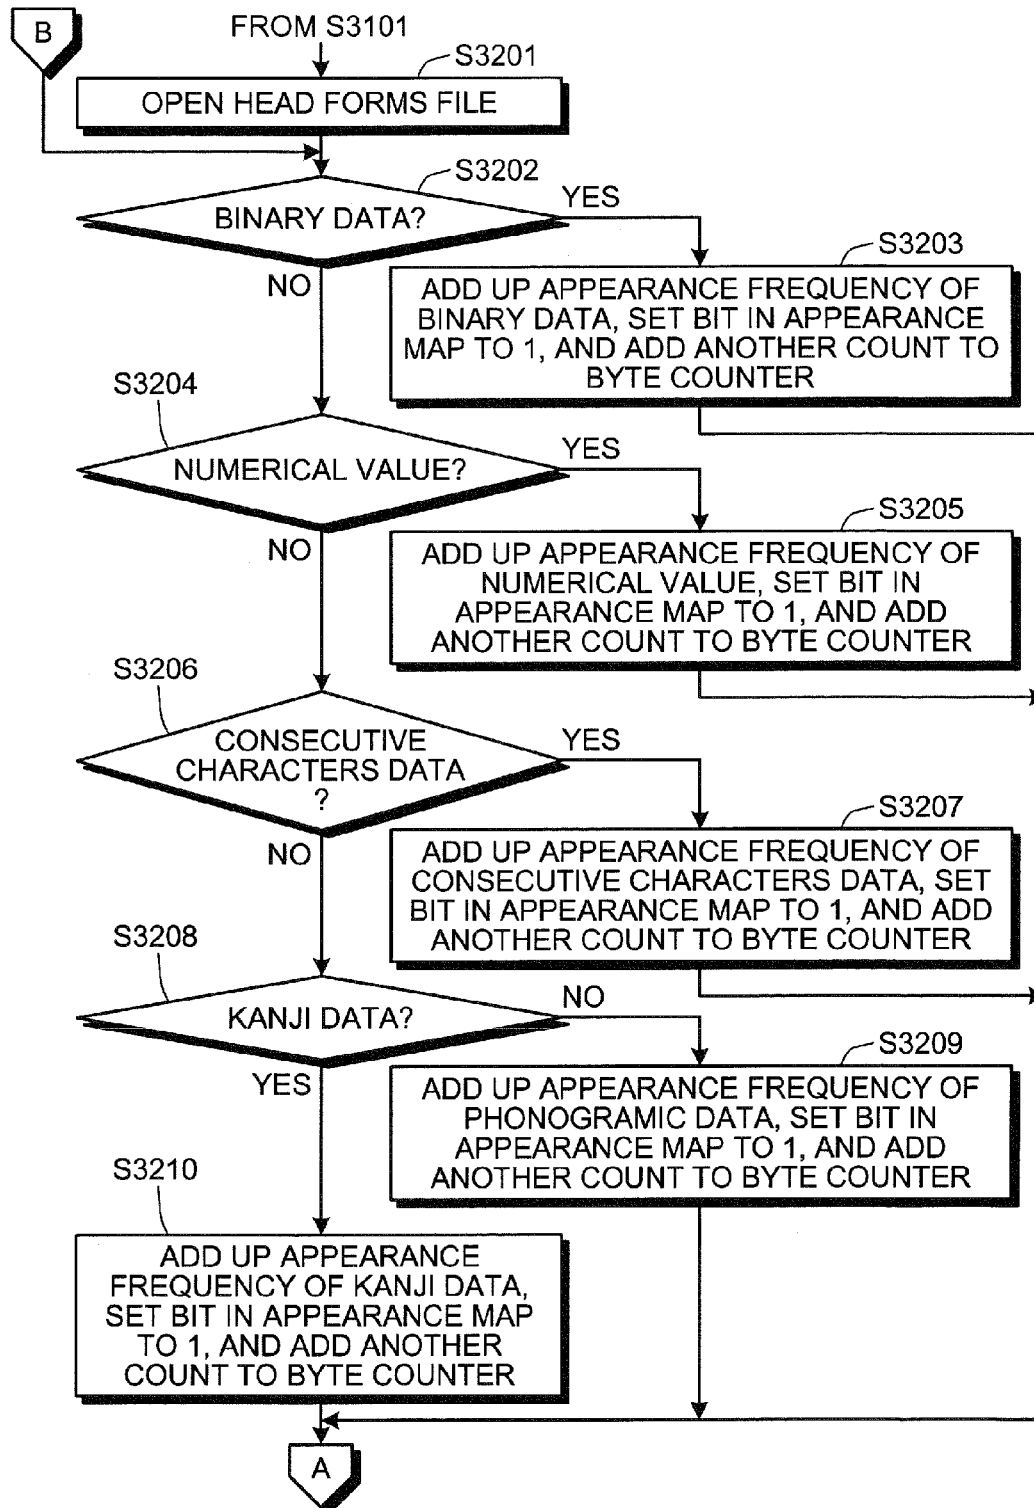 B
FROM S3101
S3201
OPEN HEAD FORMS FILE
S3202
BINARY DATA?
YES
NO
S3203
ADD UP APPEARANCE FREQUENCY OF
BINARY DATA, SET BIT IN APPEARANCE
MAP TO 1, AND ADD ANOTHER COUNT TO
BYTE COUNTER
S3204
NUMERICAL VALUE?
YES
NO
S3205
ADD UP APPEARANCE FREQUENCY OF
NUMERICAL VALUE, SET BIT IN
APPEARANCE MAP TO 1, AND ADD
ANOTHER COUNT TO BYTE COUNTER
S3206
CONSECUTIVE
CHARACTERS DATA
?
YES
NO
S3207
ADD UP APPEARANCE FREQUENCY OF
CONSECUTIVE CHARACTERS DATA, SET
BIT IN APPEARANCE MAP TO 1, AND ADD
ANOTHER COUNT TO BYTE COUNTER
S3208
KANJI DATA?
NO
YES
S3209
ADD UP APPEARANCE FREQUENCY OF
PHONOGRAMIC DATA, SET BIT IN
APPEARANCE MAP TO 1, AND ADD
ANOTHER COUNT TO BYTE COUNTER
S3210
ADD UP APPEARANCE
FREQUENCY OF KANJI DATA,
SET BIT IN APPEARANCE MAP
TO 1, AND ADD ANOTHER
COUNT TO BYTE COUNTER
A